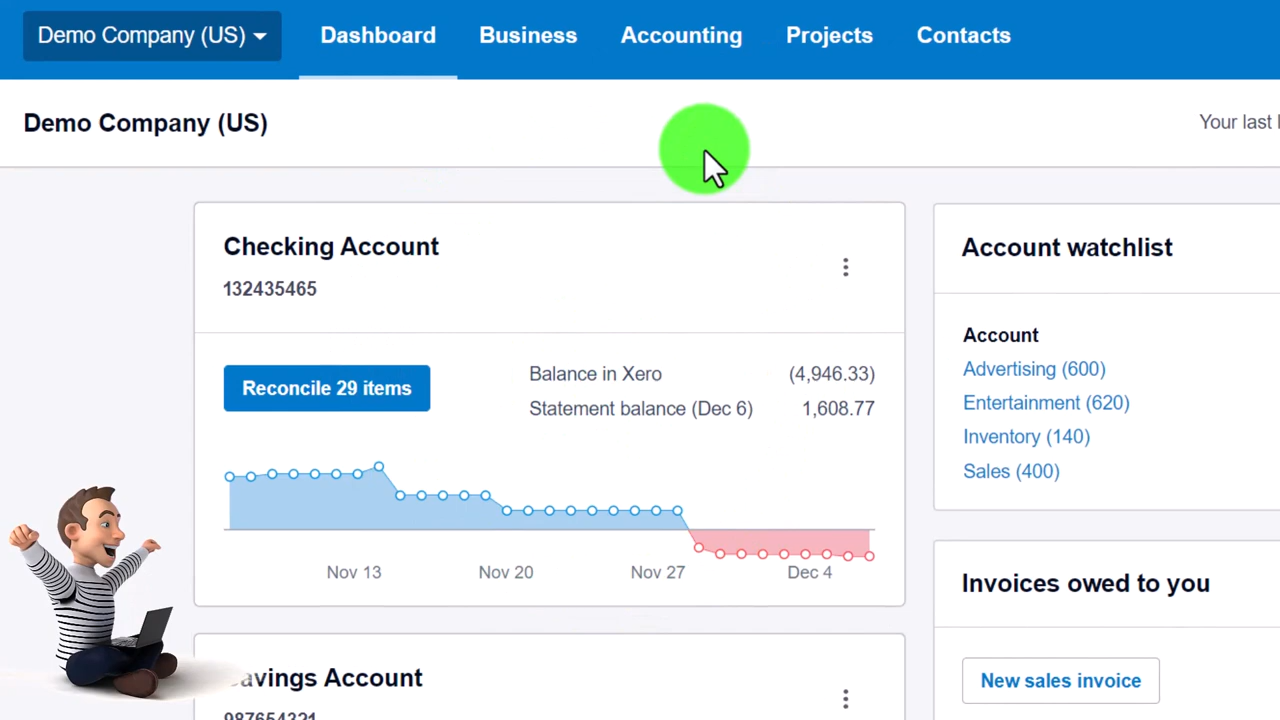 Demo Company (US)
Dashboard
Business
Accounting
Projects
Contacts
Demo Company (US)
Your last
Checking Account
132435465
Reconcile 29 items
Balance in Xero (4,946.33)
Statement balance (Dec 6) 1,608.77
Nov 13 Nov 20 Nov 27 Dec 4
Account watchlist
Account
Advertising (600)
Entertainment (620)
Inventory (140)
Sales (400)
Invoices owed to you
New sales invoice
Savings Account
987654321